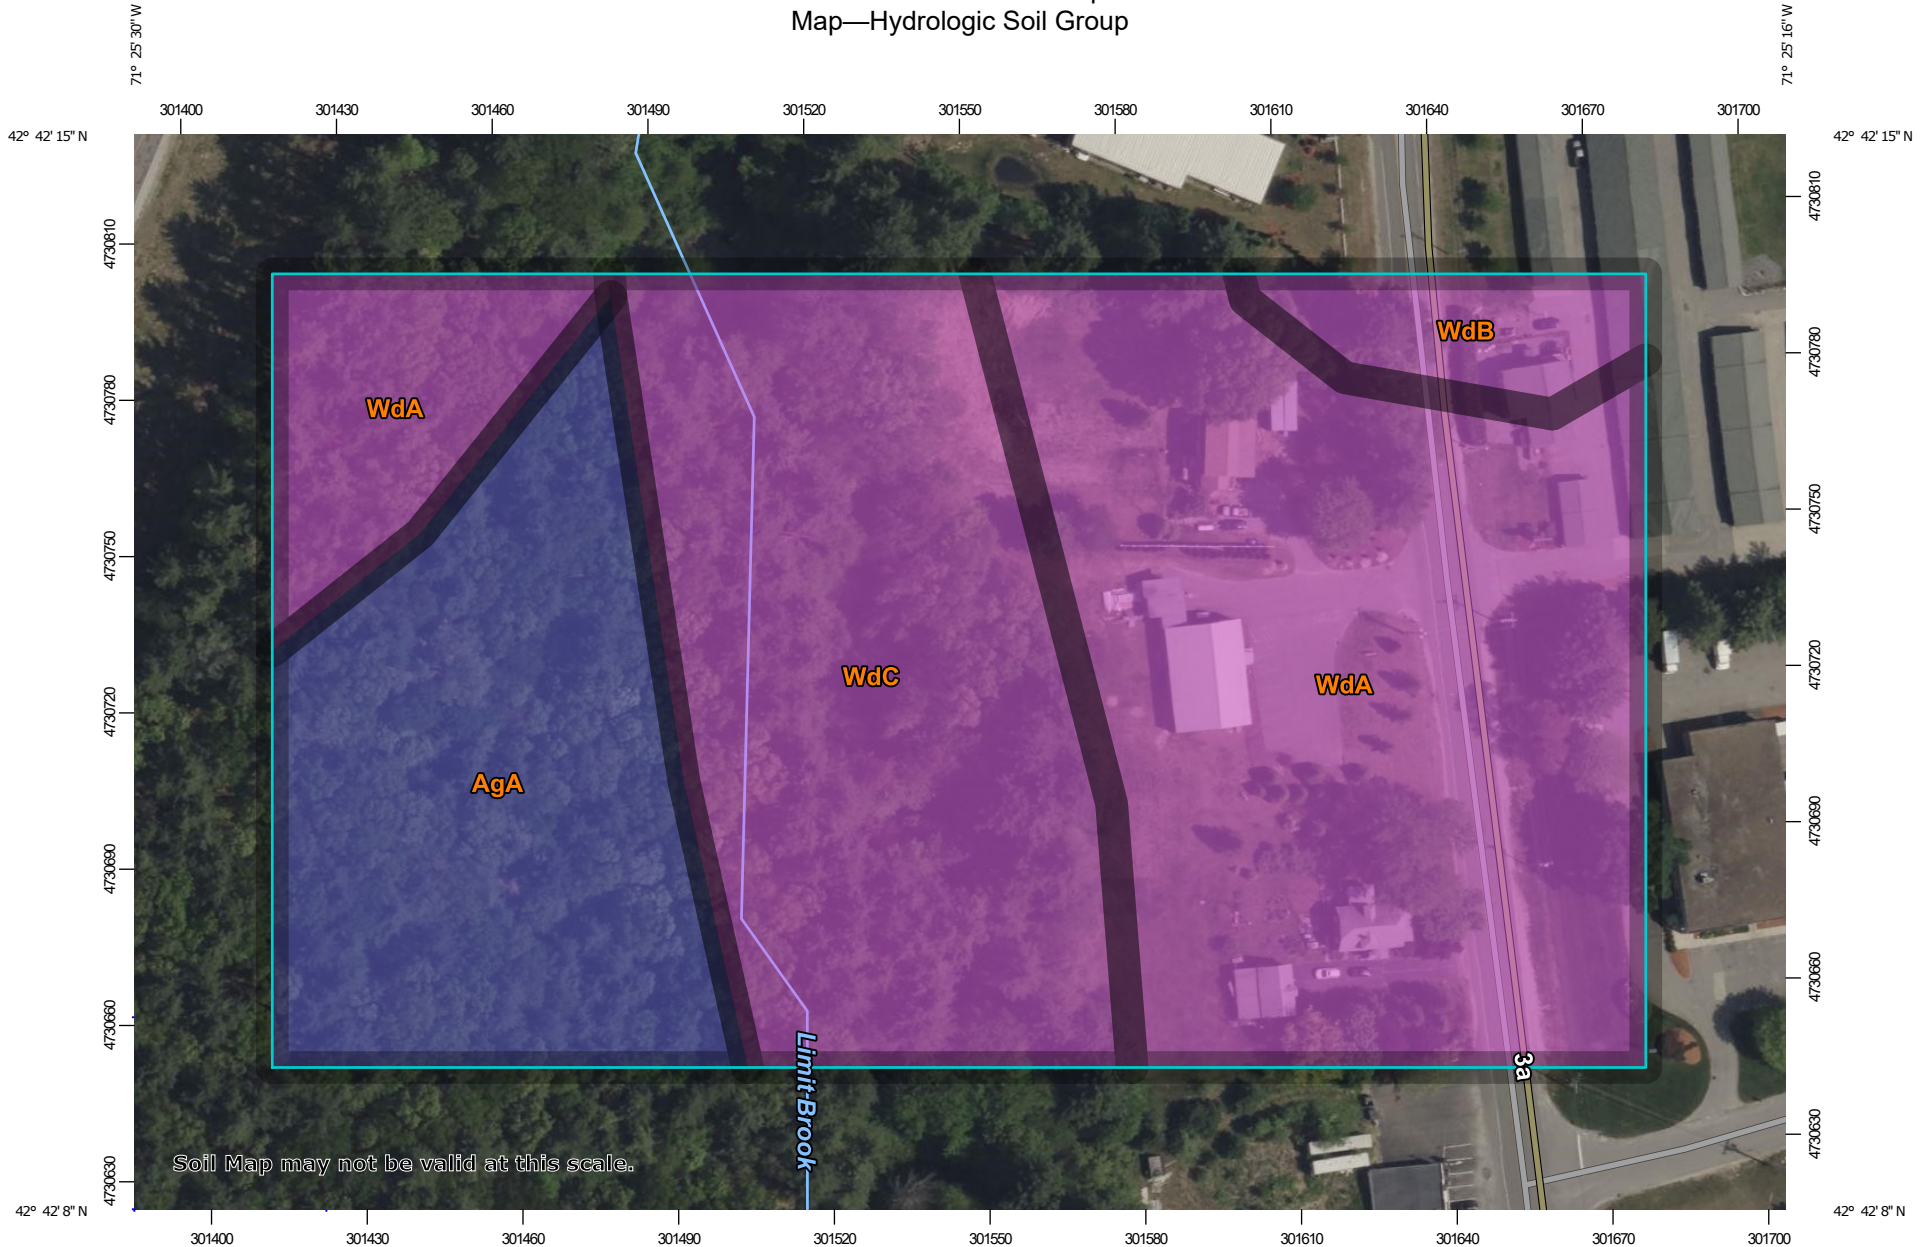 Map—Hydrologic Soil Group
71° 25' 30'' W
71° 25' 16'' W
301400 301430 301460 301490 301520 301550 301580 301610 301640 301670 301700
42° 42' 15'' N
42° 42' 15'' N
4730810
4730810
WdB
4730780
4730780
WdA
4730750
4730750
WdC
WdA
4730720
4730720
AgA
4730690
4730690
4730660
4730660
3a
Limit Brook
4730630
4730630
Soil Map may not be valid at this scale.
42° 42' 8'' N
42° 42' 8'' N
301400 301430 301460 301490 301520 301550 301580 301610 301640 301670 301700